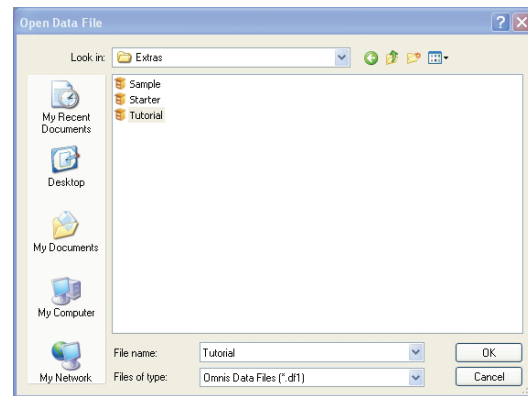 Open Data File
Look in: Extras
Sample
Starter
Tutorial
My Recent
Documents
Desktop
My Documents
My Computer
My Network
File name: Tutorial OK
Files of type: Omnis Data Files (*.df1) Cancel